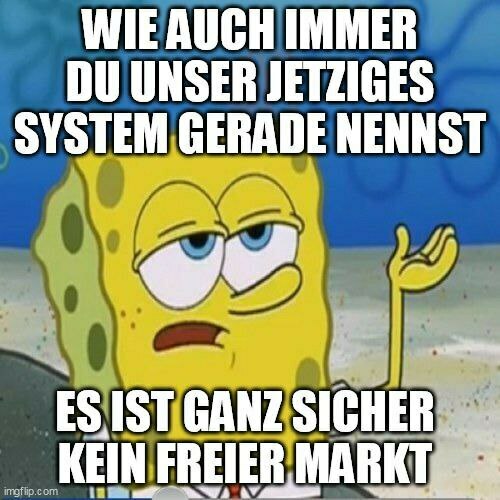 WIE AUCH IMMER
DU UNSER JETZIGES
SYSTEM GERADE NENNST
ES IST GANZ SICHER
KEIN FREIER MARKT
imgflip.com